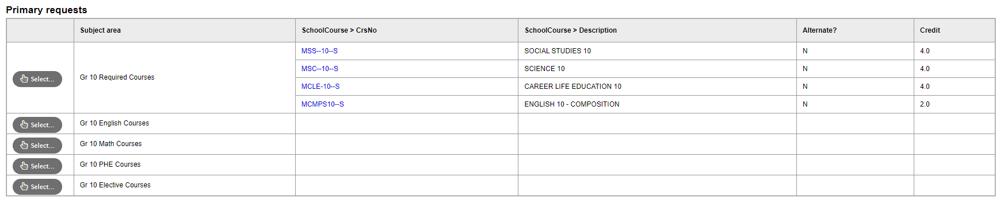 Primary requests
Subject area SchoolCourse > CrsNo SchoolCourse > Description Alternate? Credit
Select... Gr 10 Required Courses MSS--10--S SOCIAL STUDIES 10 N 4.0
MSC--10--S SCIENCE 10 N 4.0
MCLE-10--S CAREER LIFE EDUCATION 10 N 4.0
MCMPS10--S ENGLISH 10 - COMPOSITION N 2.0
Select... Gr 10 English Courses
Select... Gr 10 Math Courses
Select... Gr 10 PHE Courses
Select... Gr 10 Elective Courses